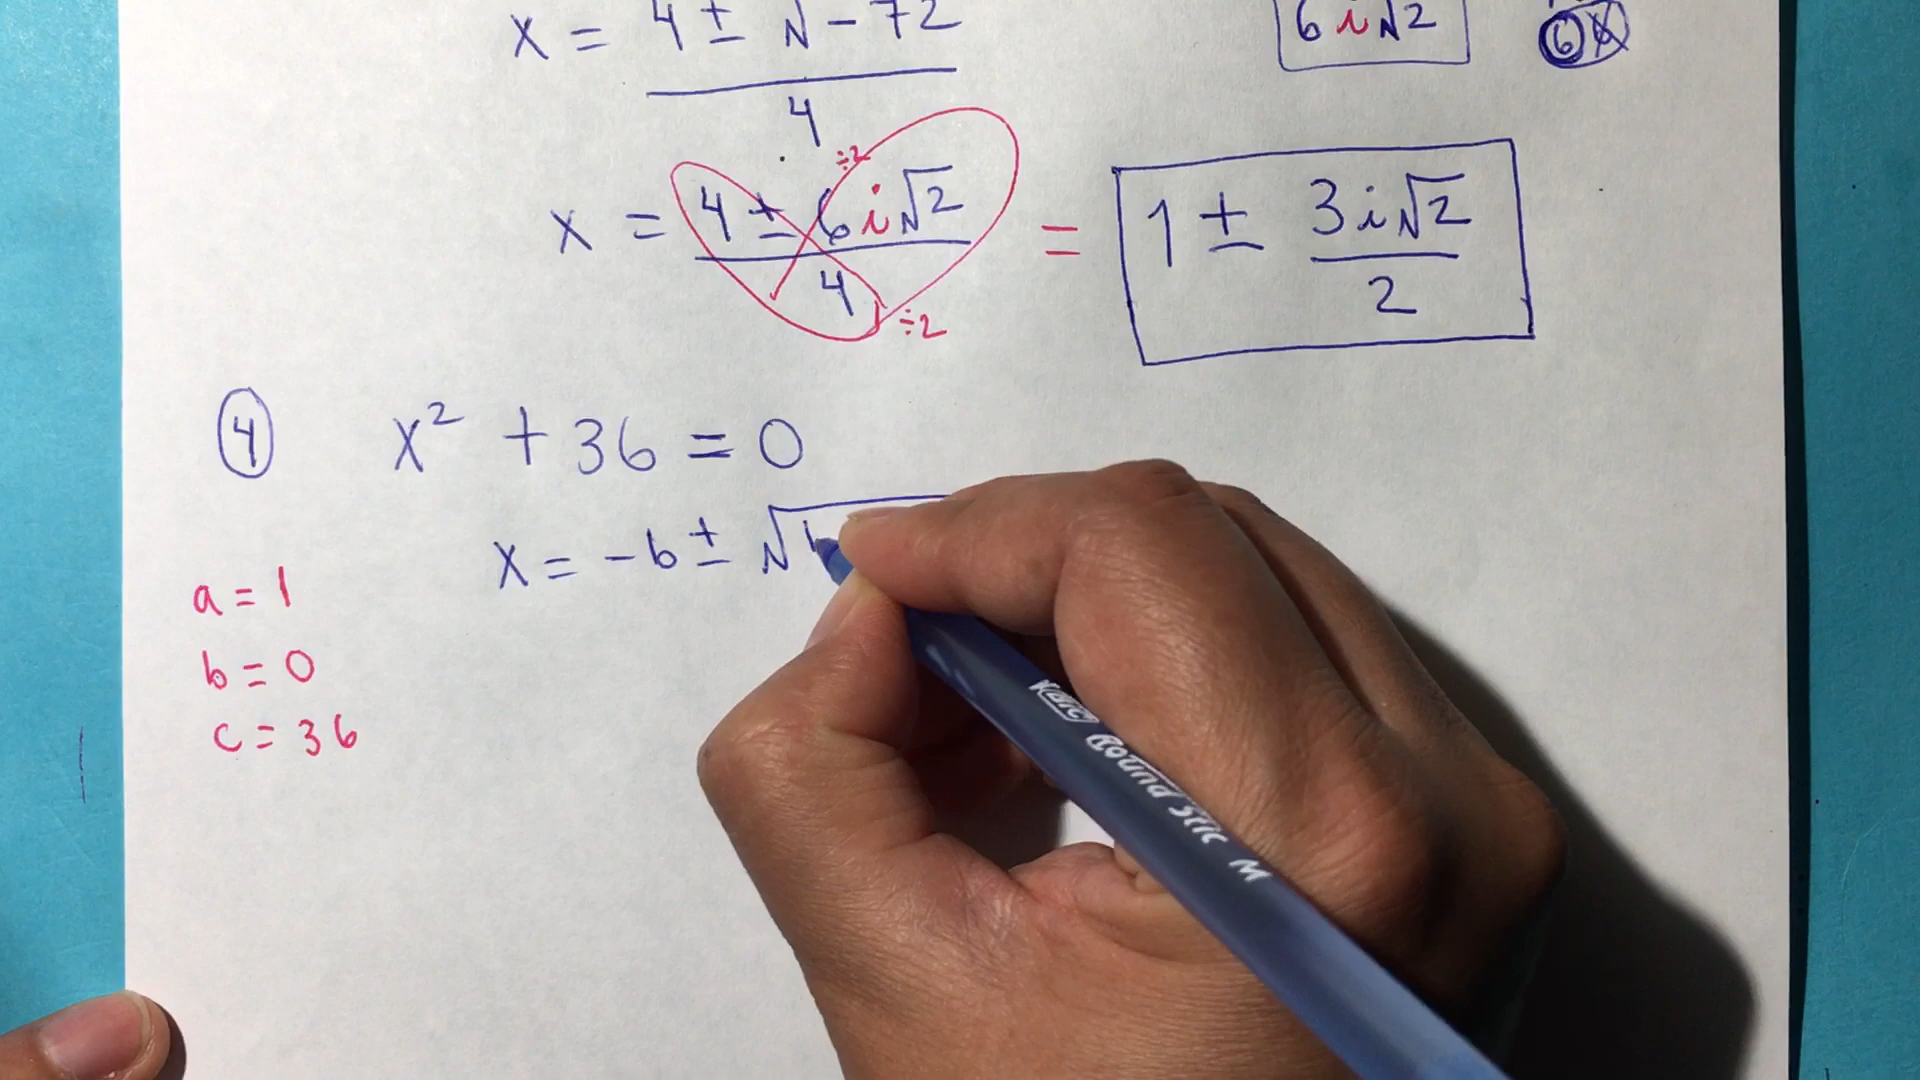 x = 4 ± √-72
4
6i√2
6
÷2
x = 4 ± 6i√2 = 1 ± 3i√2
4 2
÷2
4 x² + 36 = 0
x = -b ± √
a = 1
b = 0
c = 36
Round Stic M